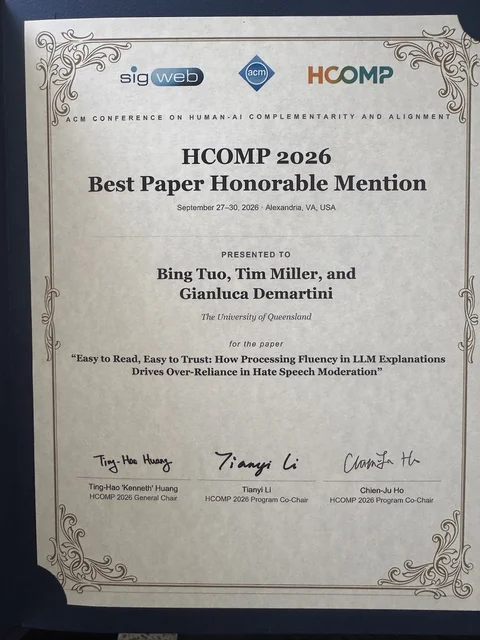 sigweb acm HCOMP
ACM CONFERENCE ON HUMAN-AI COMPLEMENTARITY AND ALIGNMENT
HCOMP 2026
Best Paper Honorable Mention
September 27–30, 2026 · Alexandria, VA, USA
PRESENTED TO
Bing Tuo, Tim Miller, and
Gianluca Demartini
The University of Queensland
for the paper
“Easy to Read, Easy to Trust: How Processing Fluency in LLM Explanations
Drives Over-Reliance in Hate Speech Moderation”
Ting-Hao Huang Tianyi Li Chien-Ju Ho
Ting-Hao ‘Kenneth’ Huang Tianyi Li Chien-Ju Ho
HCOMP 2026 General Chair HCOMP 2026 Program Co-Chair HCOMP 2026 Program Co-Chair